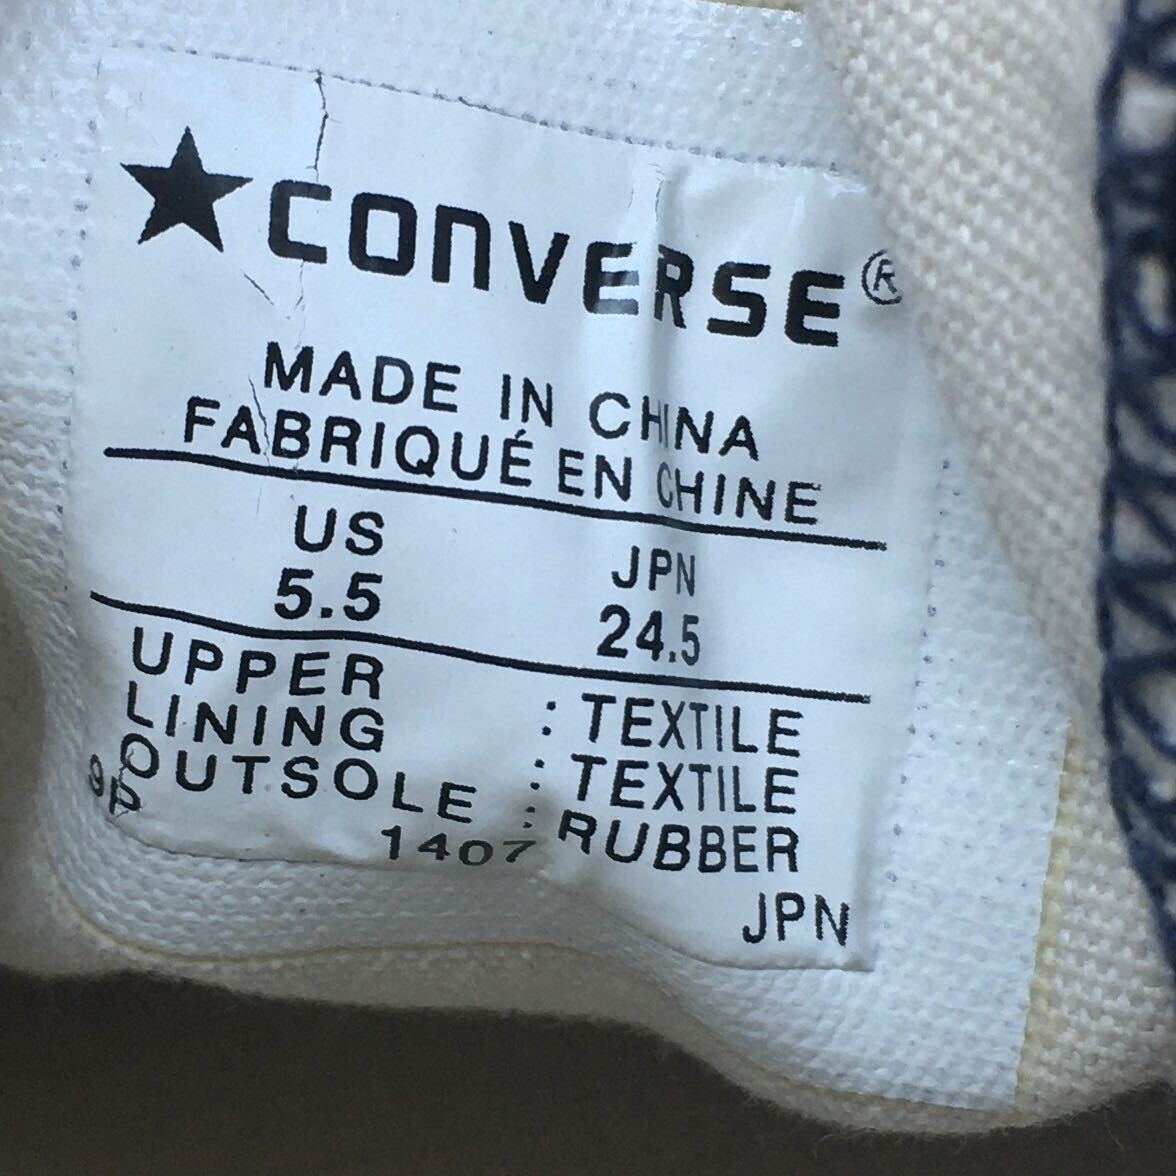 ★CONVERSE®
MADE IN CHINA
FABRIQUÉ EN CHINE
US JPN
5.5 24.5
UPPER : TEXTILE
LINING : TEXTILE
OUTSOLE : RUBBER
1407
JPN